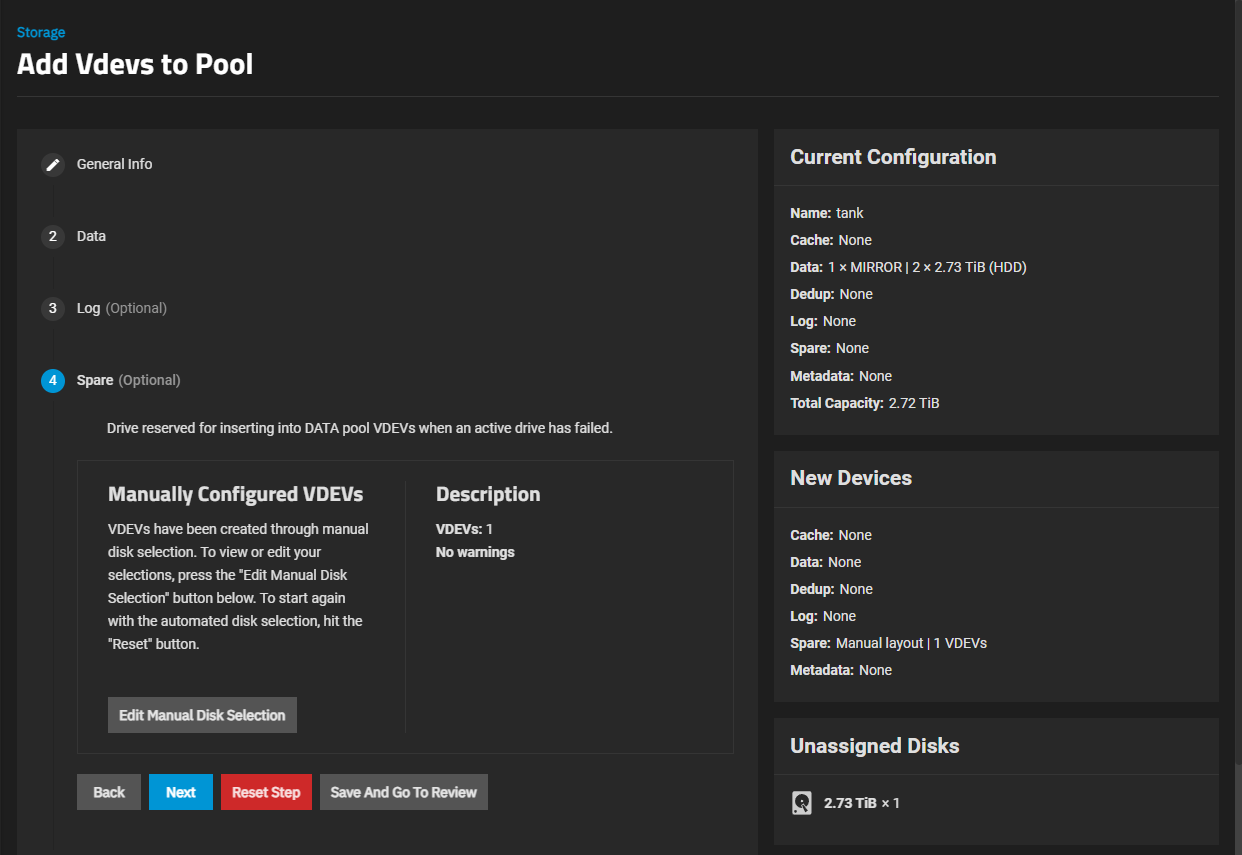 Storage
Add Vdevs to Pool
General Info
2 Data
3 Log (Optional)
4 Spare (Optional)
Drive reserved for inserting into DATA pool VDEVs when an active drive has failed.
Manually Configured VDEVs
VDEVs have been created through manual
disk selection. To view or edit your
selections, press the "Edit Manual Disk
Selection" button below. To start again
with the automated disk selection, hit the
"Reset" button.
Edit Manual Disk Selection
Description
VDEVs: 1
No warnings
Back
Next
Reset Step
Save And Go To Review
Current Configuration
Name: tank
Cache: None
Data: 1 × MIRROR | 2 × 2.73 TiB (HDD)
Dedup: None
Log: None
Spare: None
Metadata: None
Total Capacity: 2.72 TiB
New Devices
Cache: None
Data: None
Dedup: None
Log: None
Spare: Manual layout | 1 VDEVs
Metadata: None
Unassigned Disks
2.73 TiB × 1